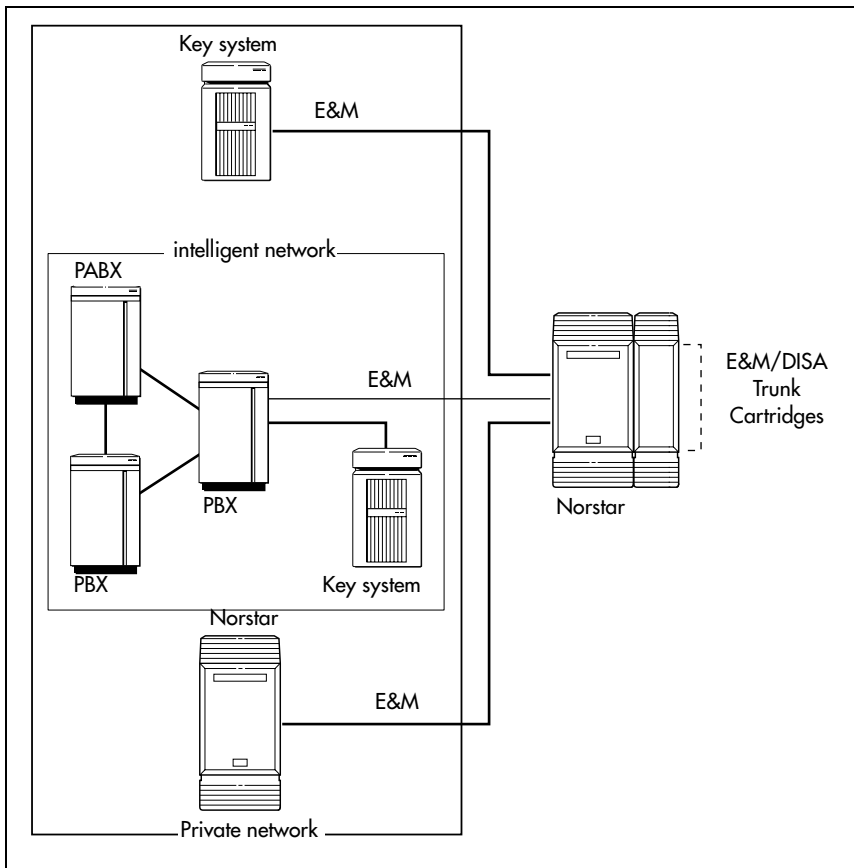 Key system
E&M
intelligent network
PABX
E&M
PBX
PBX
Key system
E&M/DISA
Trunk
Cartridges
Norstar
Norstar
E&M
Private network